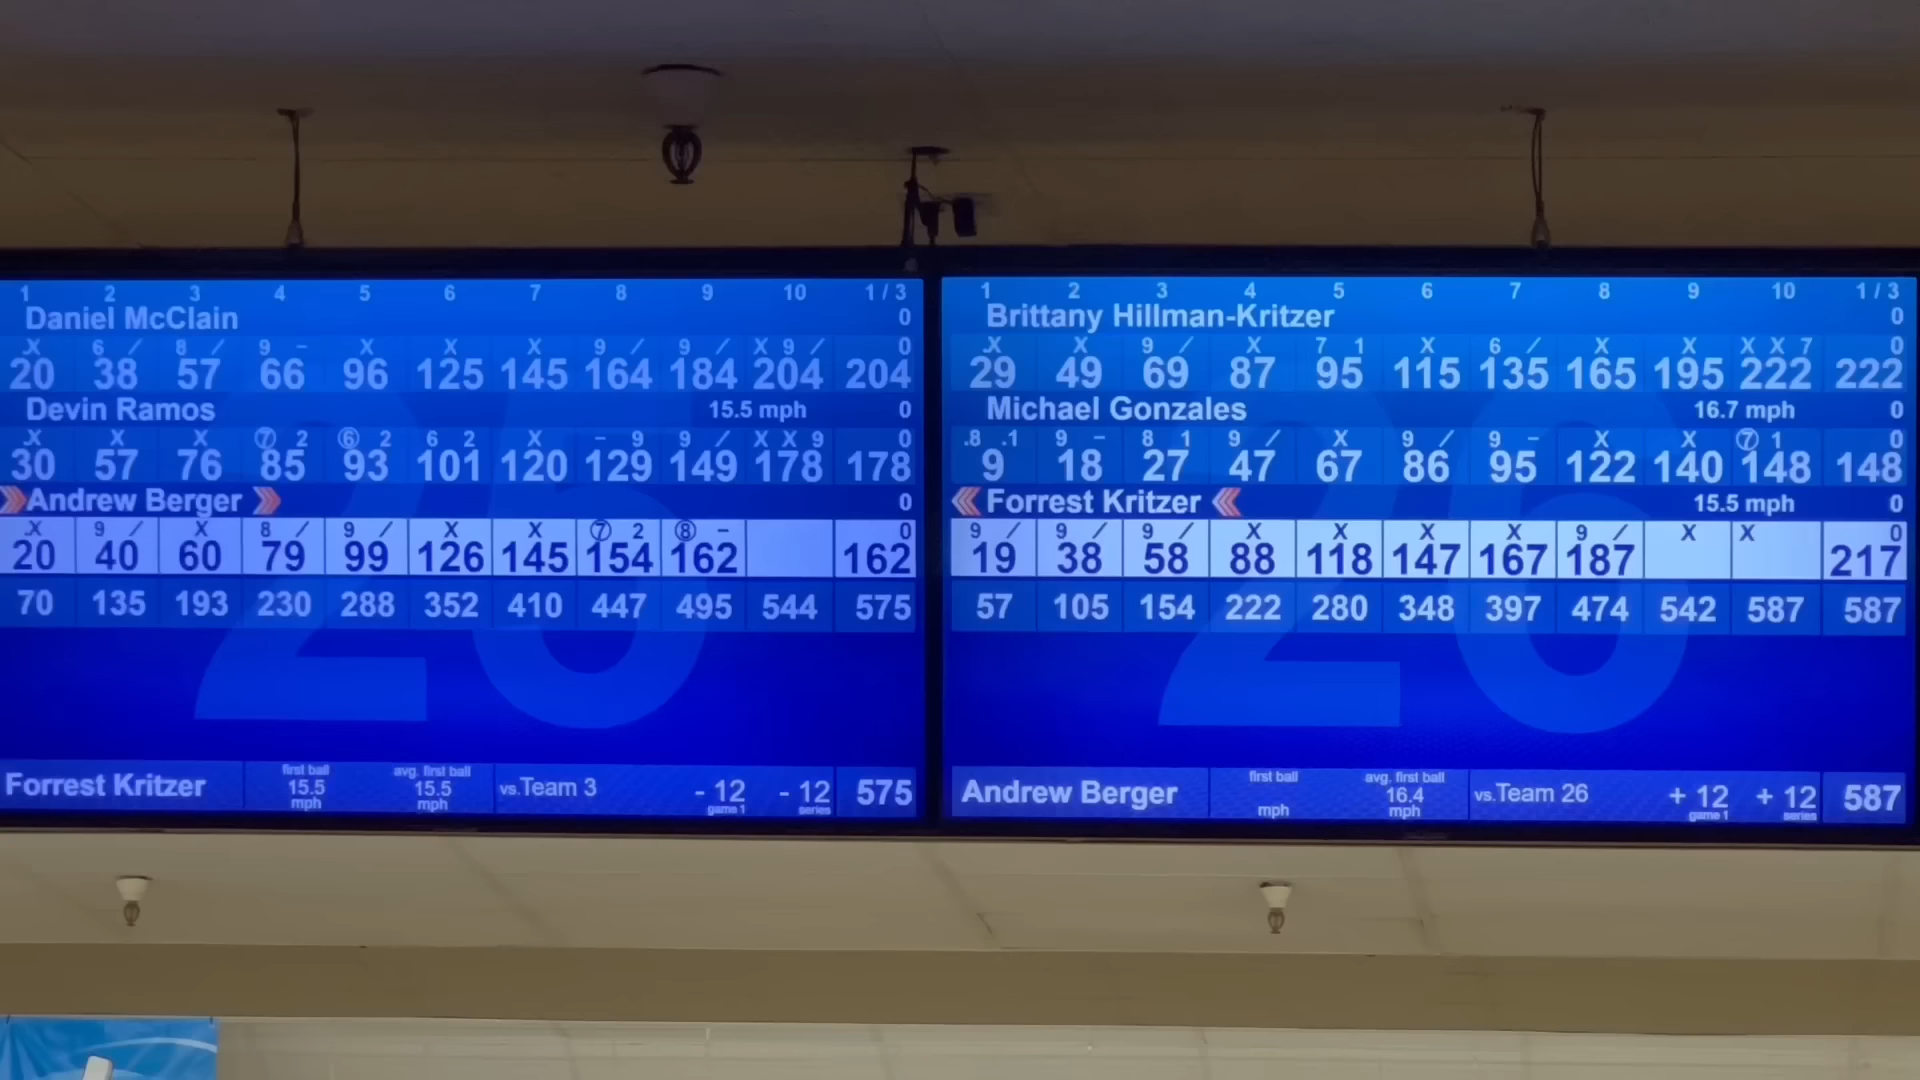 1 2 3 4 5 6 7 8 9 10 1 / 3
Daniel McClain 0
X 6 / 8 / 9 - X X X 9 / 9 / X 9 / 0
20 38 57 66 96 125 145 164 184 204 204
Devin Ramos 15.5 mph 0
X X X ⑦ 2 ⑥ 2 6 2 X - 9 9 / X X 9 0
30 57 76 85 93 101 120 129 149 178 178
Andrew Berger 0
X 9 / X 8 / 9 / X X ⑦ 2 ⑧ - 0
20 40 60 79 99 126 145 154 162 162
70 135 193 230 288 352 410 447 495 544 575
25
Forrest Kritzer first ball 15.5 mph avg. first ball 15.5 mph vs. Team 3 - 12 game 1 - 12 series 575
1 2 3 4 5 6 7 8 9 10 1 / 3
Brittany Hillman-Kritzer 0
X X 9 / X 7 1 X 6 / X X X X 7 0
29 49 69 87 95 115 135 165 195 222 222
Michael Gonzales 16.7 mph 0
.8 .1 9 - 8 1 9 / X 9 / 9 - X X ⑦ 1 0
9 18 27 47 67 86 95 122 140 148 148
Forrest Kritzer 15.5 mph 0
9 / 9 / 9 / X X X X 9 / X X 0
19 38 58 88 118 147 167 187 217
57 105 154 222 280 348 397 474 542 587 587
26
Andrew Berger first ball mph avg. first ball 16.4 mph vs. Team 26 + 12 game 1 + 12 series 587